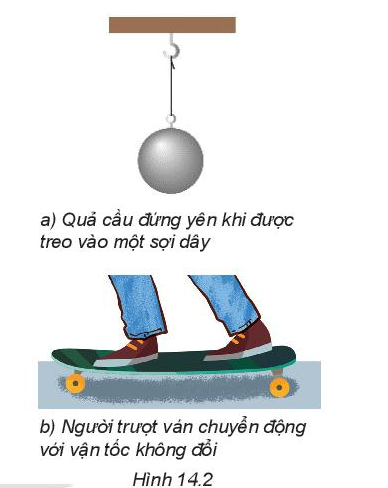 a) Quả cầu đứng yên khi được
treo vào một sợi dây
b) Người trượt ván chuyển động
với vận tốc không đổi
Hình 14.2